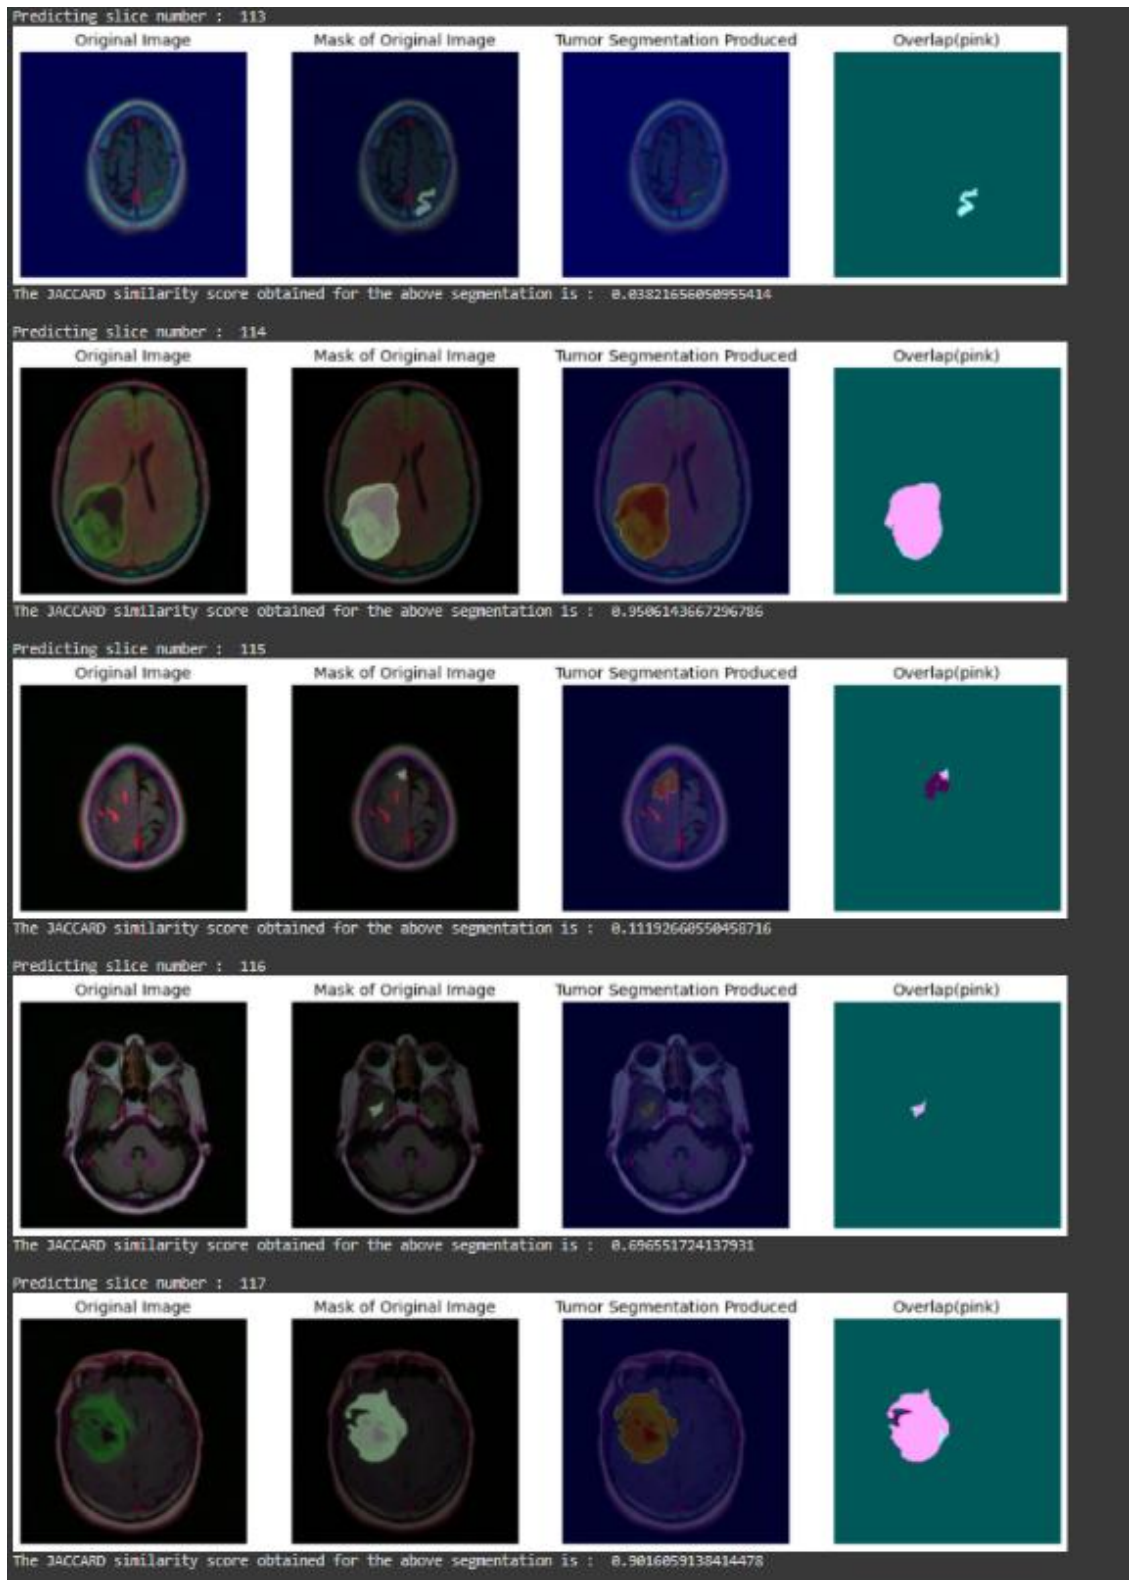 Predicting slice number :  113
Original Image Mask of Original Image Tumor Segmentation Produced Overlap(pink)
The JACCARD similarity score obtained for the above segmentation is :  0.03821656050955414
Predicting slice number :  114
Original Image Mask of Original Image Tumor Segmentation Produced Overlap(pink)
The JACCARD similarity score obtained for the above segmentation is :  0.9506143667296786
Predicting slice number :  115
Original Image Mask of Original Image Tumor Segmentation Produced Overlap(pink)
The JACCARD similarity score obtained for the above segmentation is :  0.11192660550458716
Predicting slice number :  116
Original Image Mask of Original Image Tumor Segmentation Produced Overlap(pink)
The JACCARD similarity score obtained for the above segmentation is :  0.696551724137931
Predicting slice number :  117
Original Image Mask of Original Image Tumor Segmentation Produced Overlap(pink)
The JACCARD similarity score obtained for the above segmentation is :  0.9016059138414478